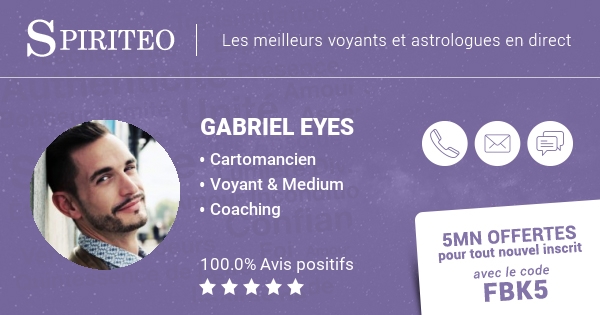 SPIRITEO
Les meilleurs voyants et astrologues en direct
GABRIEL EYES
• Cartomancien
• Voyant & Medium
• Coaching
100.0% Avis positifs
5MN OFFERTES
pour tout nouvel inscrit
avec le code
FBK5